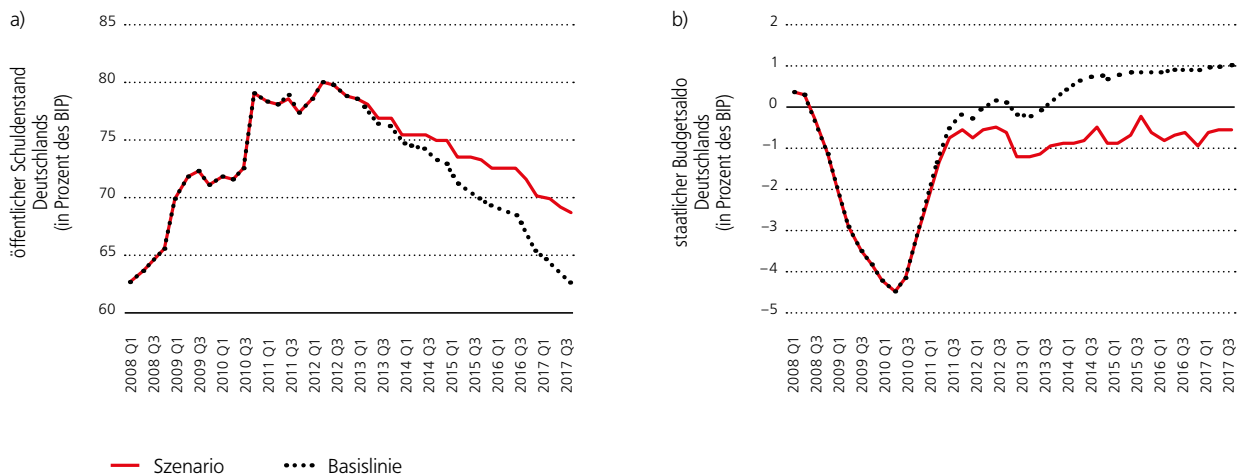 a)
öffentlicher Schuldenstand
Deutschlands
(in Prozent des BIP)
85
80
75
70
65
60
2008 Q1
2008 Q3
2009 Q1
2009 Q3
2010 Q1
2010 Q3
2011 Q1
2011 Q3
2012 Q1
2012 Q3
2013 Q1
2013 Q3
2014 Q1
2014 Q3
2015 Q1
2015 Q3
2016 Q1
2016 Q3
2017 Q1
2017 Q3
b)
staatlicher Budgetsaldo
Deutschlands
(in Prozent des BIP)
2
1
0
–1
–2
–3
–4
–5
2008 Q1
2008 Q3
2009 Q1
2009 Q3
2010 Q1
2010 Q3
2011 Q1
2011 Q3
2012 Q1
2012 Q3
2013 Q1
2013 Q3
2014 Q1
2014 Q3
2015 Q1
2015 Q3
2016 Q1
2016 Q3
2017 Q1
2017 Q3
Szenario
Basislinie